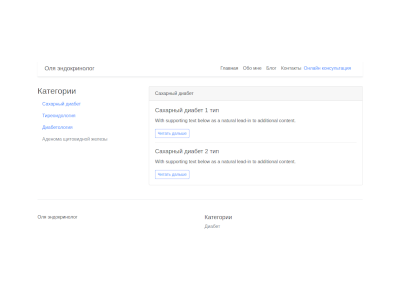 Оля эндокринолог
Главная Обо мне Блог Контакты Онлайн консультация
Категории
Сахарный диабет
Тиреоидология
Диабетология
Аденома щитовидной железы
Сахарный диабет
Сахарный диабет 1 тип
With supporting text below as a natural lead-in to additional content.
Читать дальше
Сахарный диабет 2 тип
With supporting text below as a natural lead-in to additional content.
Читать дальше
Оля эндокринолог
Категории
Диабет